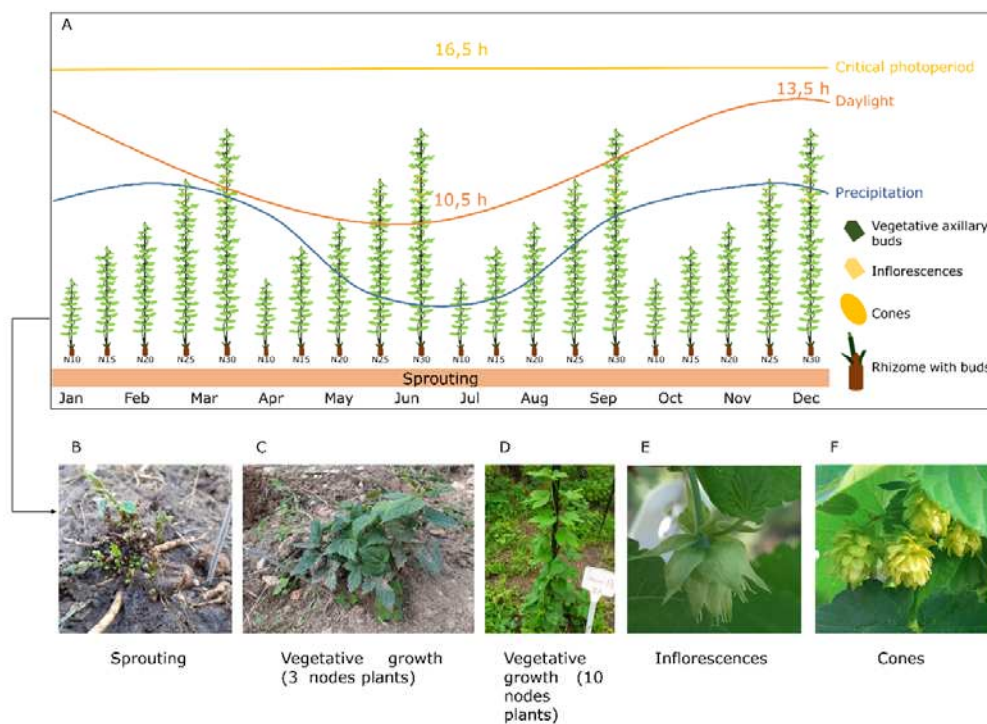 A
16,5 h
Critical photoperiod
13,5 h
Daylight
10,5 h
Precipitation
Vegetative axillary
buds
Inflorescences
Cones
Rhizome with buds
N10 N15 N20 N25 N30 N10 N15 N20 N25 N30 N10 N15 N20 N25 N30 N10 N15 N20 N25 N30
Sprouting
Jan Feb Mar Apr May Jun Jul Aug Sep Oct Nov Dec
B C D E F
Sprouting
Vegetative growth
(3 nodes plants)
Vegetative
growth (10
nodes
plants)
Inflorescences
Cones